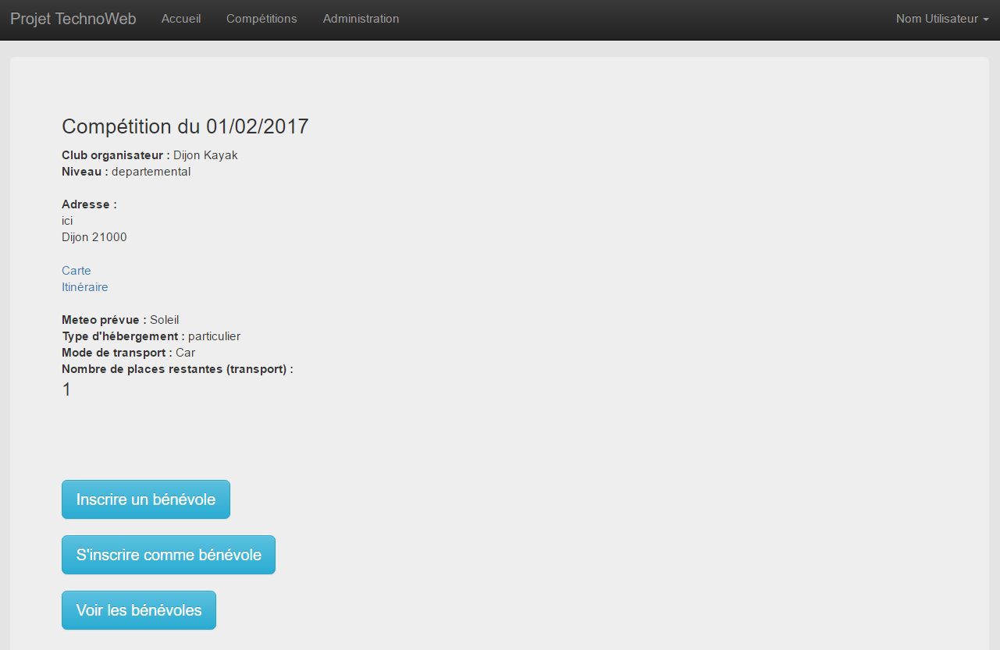 Projet TechnoWeb Accueil Compétitions Administration Nom Utilisateur
Compétition du 01/02/2017
Club organisateur : Dijon Kayak
Niveau : departemental
Adresse :
ici
Dijon 21000
Carte
Itinéraire
Meteo prévue : Soleil
Type d'hébergement : particulier
Mode de transport : Car
Nombre de places restantes (transport) :
1
Inscrire un bénévole
S'inscrire comme bénévole
Voir les bénévoles